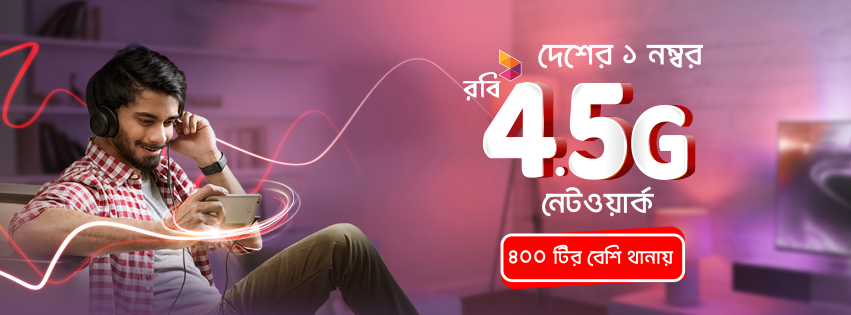 দেশের ১ নম্বর
রবি
4.5G
নেটওয়ার্ক
৪০০ টির বেশি থানায়